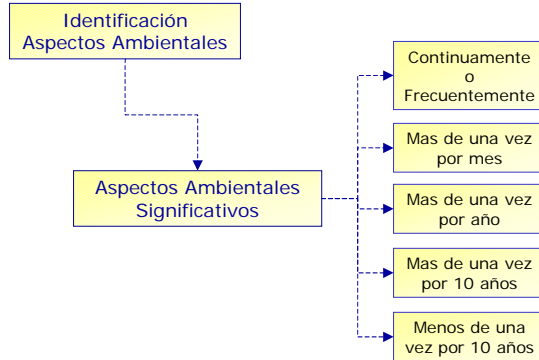 Identificación
Aspectos Ambientales
Continuamente
o
Frecuentemente
Mas de una vez
por mes
Aspectos Ambientales
Significativos
Mas de una vez
por año
Mas de una vez
por 10 años
Menos de una
vez por 10 años